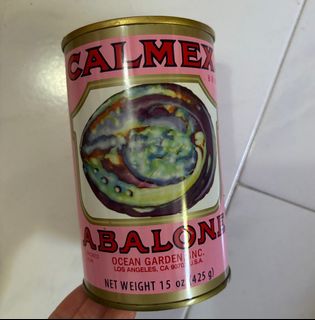 CALMEX
ABALONE
OCEAN GARDEN, INC.
LOS ANGELES, CA U.S.A.
NET WEIGHT 15 oz (425 g)